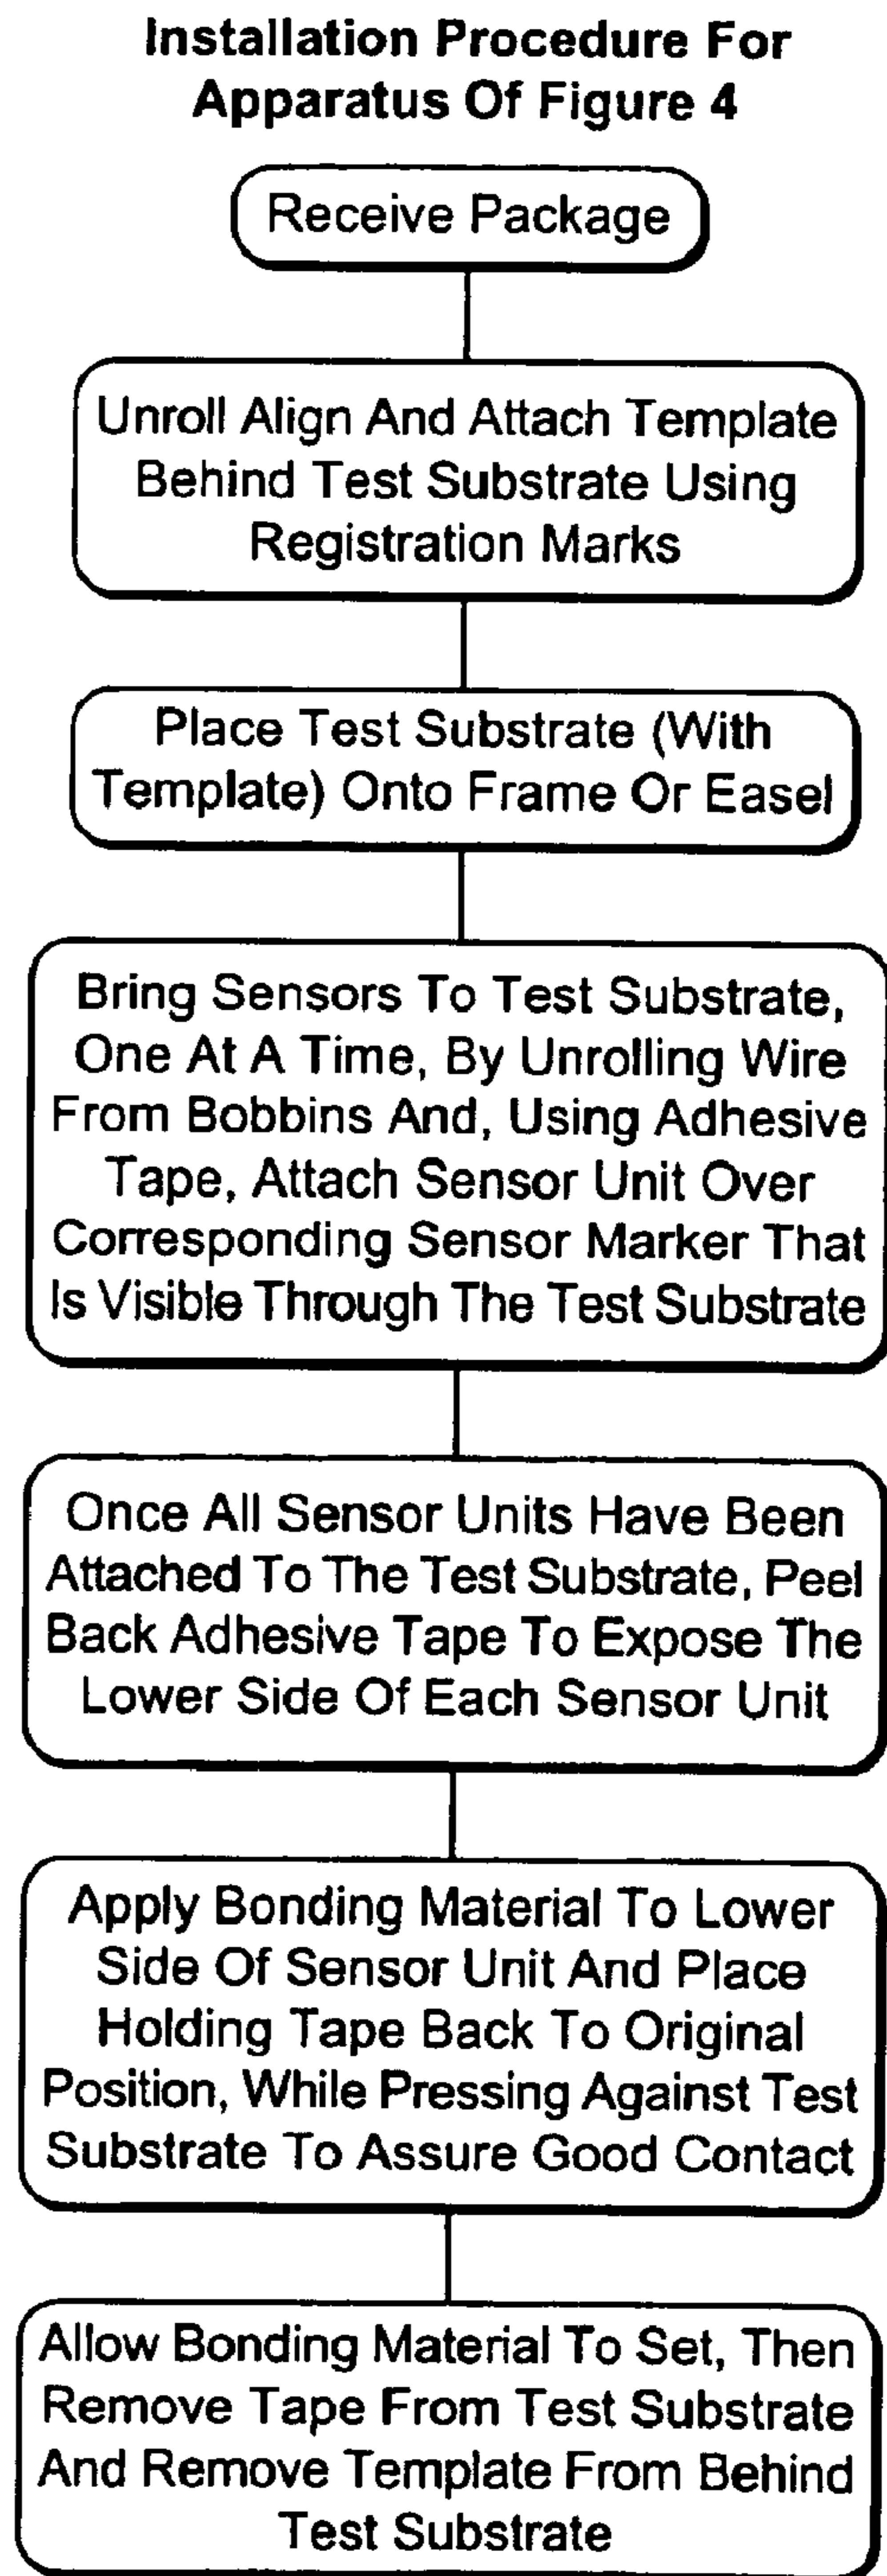 Installation Procedure For
Apparatus Of Figure 4
Receive Package
Unroll Align And Attach Template
Behind Test Substrate Using
Registration Marks
Place Test Substrate (With
Template) Onto Frame Or Easel
Bring Sensors To Test Substrate,
One At A Time, By Unrolling Wire
From Bobbins And, Using Adhesive
Tape, Attach Sensor Unit Over
Corresponding Sensor Marker That
Is Visible Through The Test Substrate
Once All Sensor Units Have Been
Attached To The Test Substrate, Peel
Back Adhesive Tape To Expose The
Lower Side Of Each Sensor Unit
Apply Bonding Material To Lower
Side Of Sensor Unit And Place
Holding Tape Back To Original
Position, While Pressing Against Test
Substrate To Assure Good Contact
Allow Bonding Material To Set, Then
Remove Tape From Test Substrate
And Remove Template From Behind
Test Substrate